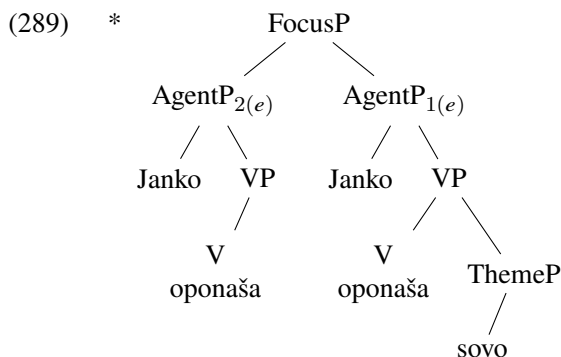 (289) * FocusP
AgentP2(e) AgentP1(e)
Janko VP Janko VP
V V
oponaša oponaša ThemeP
sovo